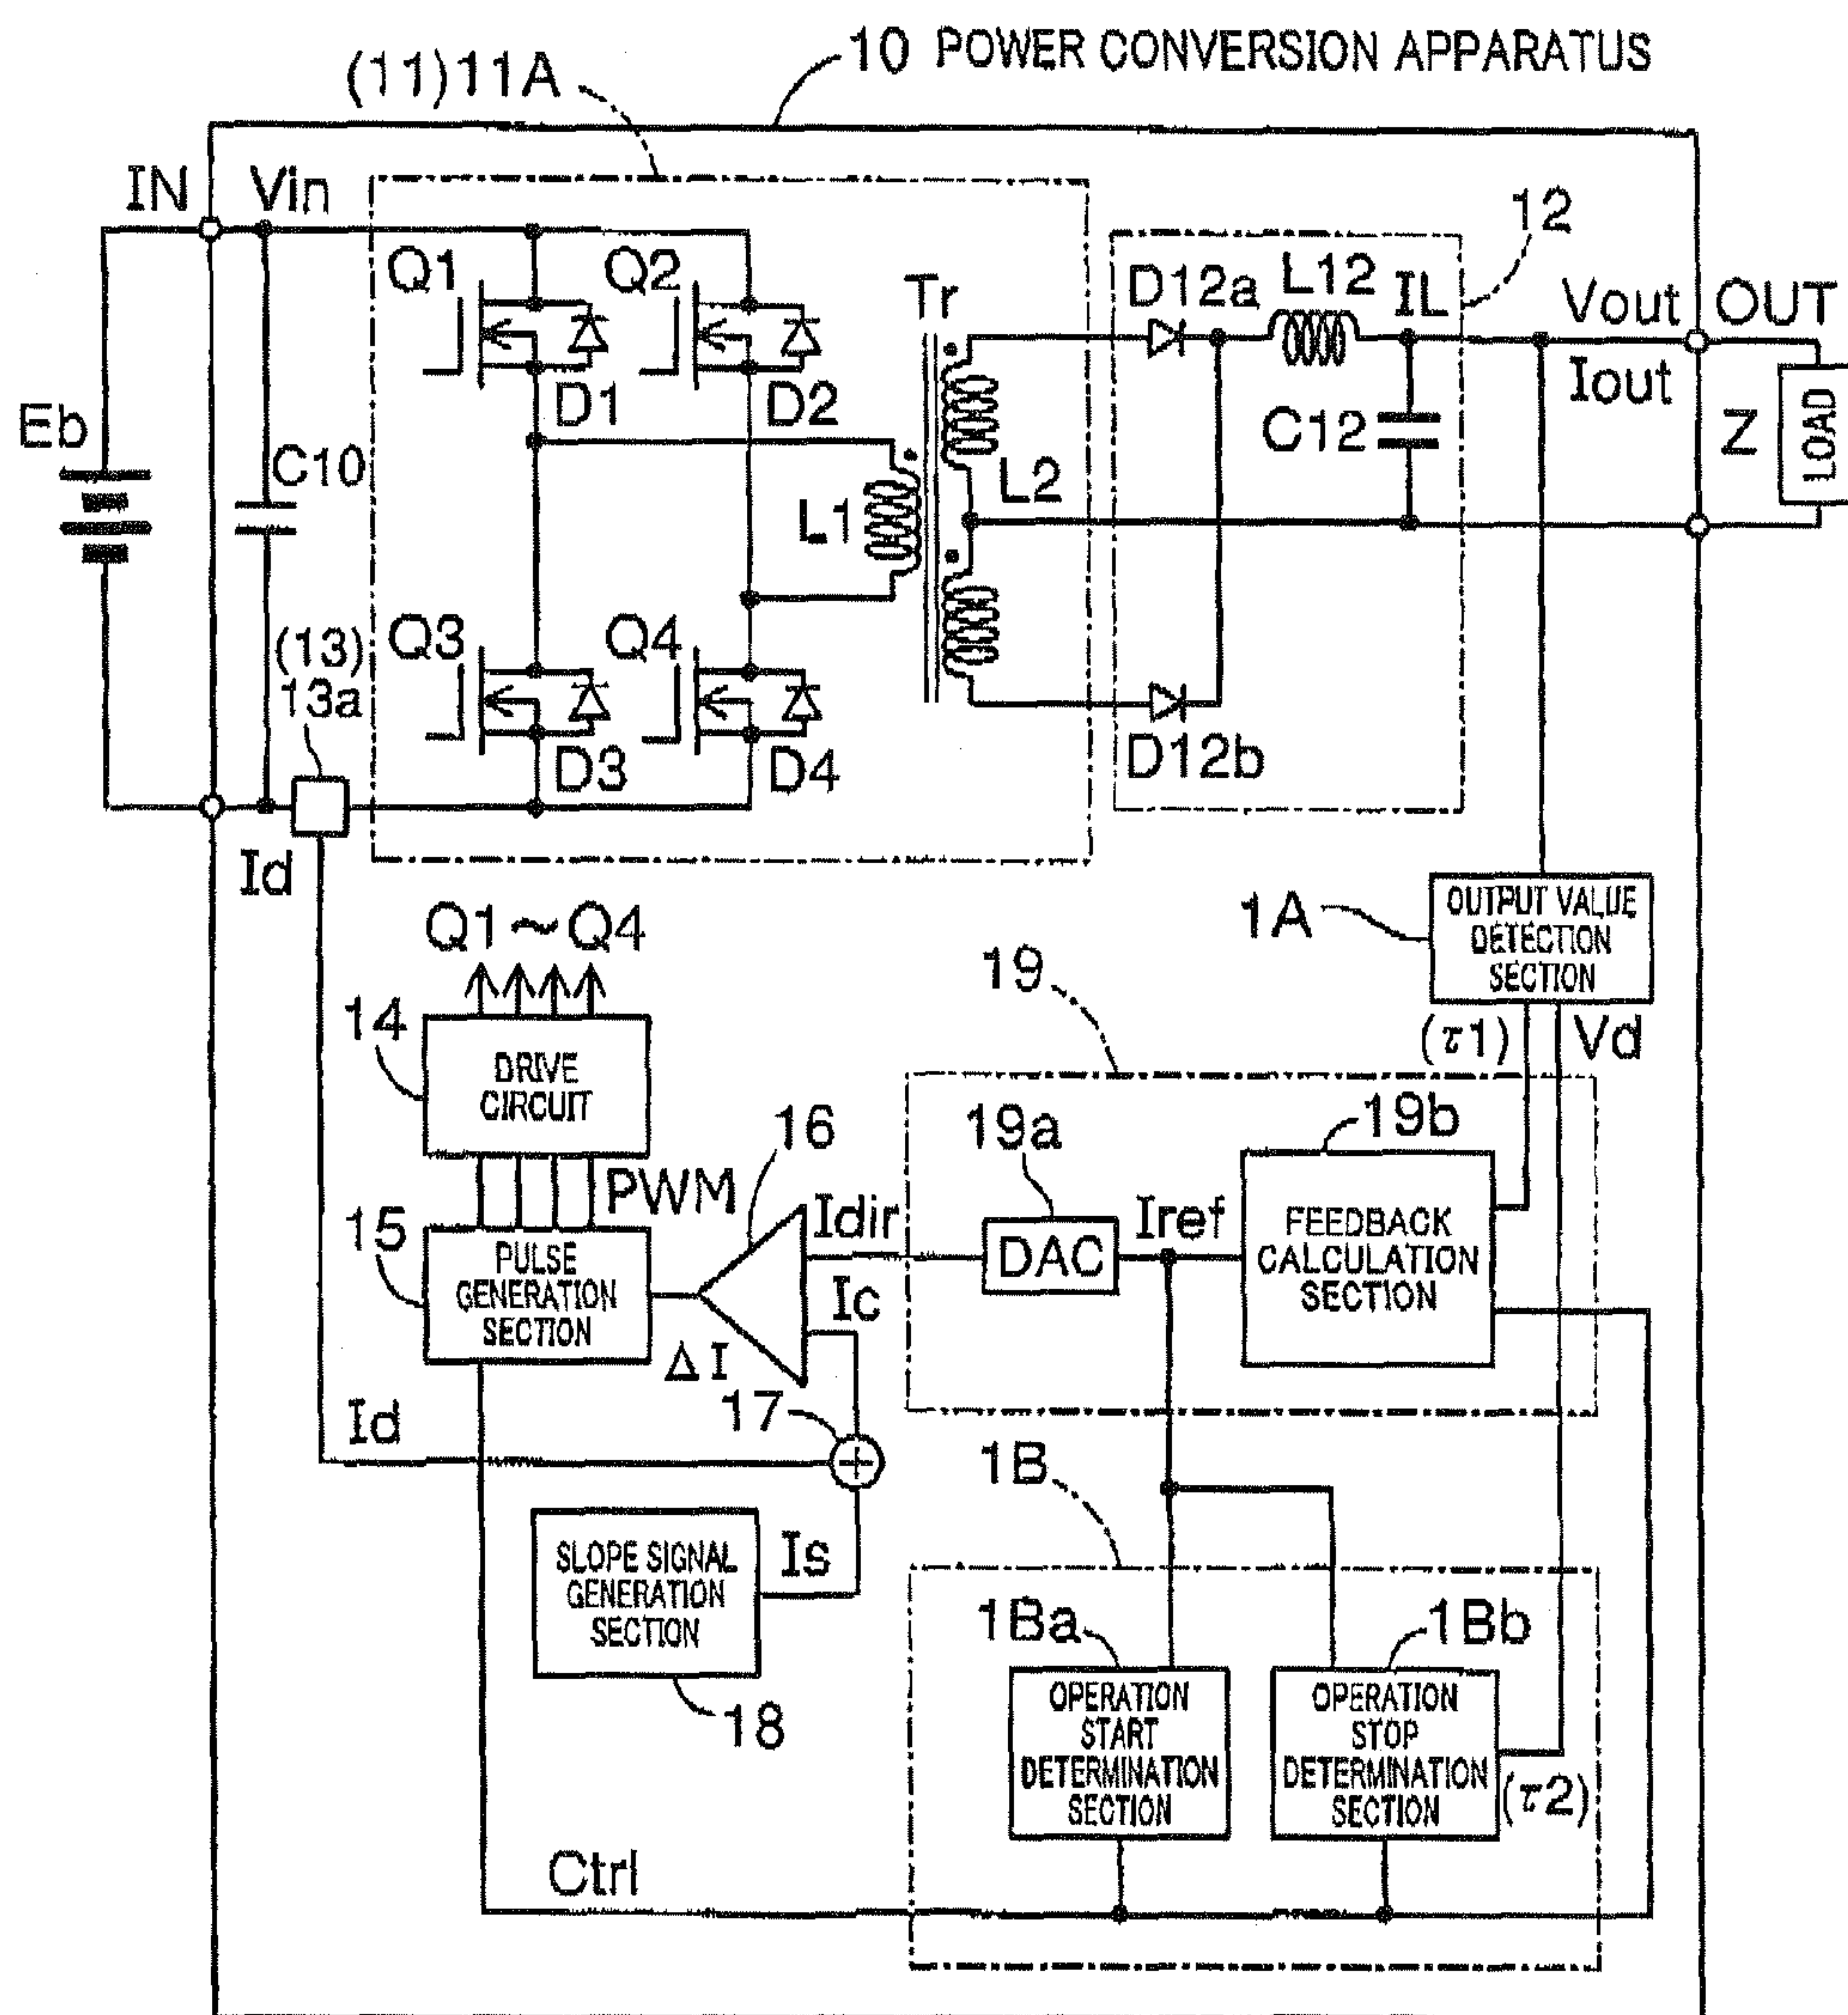 10 POWER CONVERSION APPARATUS
(11)11A
IN
Vin
12
Q1
Q2
Tr
D12a
L12
IL
Vout
OUT
Iout
D1
D2
Eb
C10
C12
Z
LOAD
L1
L2
(13)
13a
Q3
Q4
D3
D4
D12b
Id
Q1~Q4
1A
OUTPUT VALUE
DETECTION
SECTION
19
14
DRIVE
CIRCUIT
(τ1)
Vd
16
19a
19b
PWM
15
PULSE
GENERATION
SECTION
Idir
DAC
Iref
FEEDBACK
CALCULATION
SECTION
Ic
ΔI
17
Id
+
1B
SLOPE SIGNAL
GENERATION
SECTION
Is
18
1Ba
1Bb
OPERATION
START
DETERMINATION
SECTION
OPERATION
STOP
DETERMINATION
SECTION
(τ2)
Ctrl